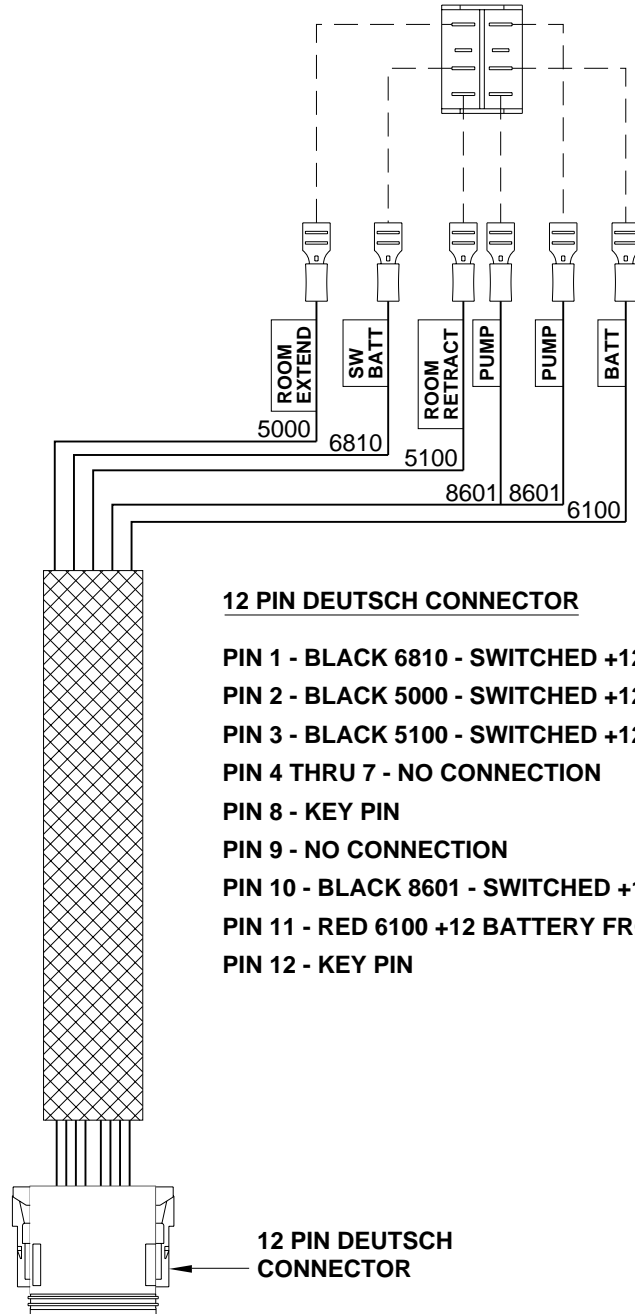 ROOM
EXTEND
SW
BATT
ROOM
RETRACT
PUMP
PUMP
BATT
5000
6810
5100
8601
8601
6100
12 PIN DEUTSCH CONNECTOR
PIN 1 - BLACK 6810 - SWITCHED +12
PIN 2 - BLACK 5000 - SWITCHED +12
PIN 3 - BLACK 5100 - SWITCHED +12
PIN 4 THRU 7 - NO CONNECTION
PIN 8 - KEY PIN
PIN 9 - NO CONNECTION
PIN 10 - BLACK 8601 - SWITCHED +1
PIN 11 - RED 6100 +12 BATTERY FR
PIN 12 - KEY PIN
12 PIN DEUTSCH
CONNECTOR